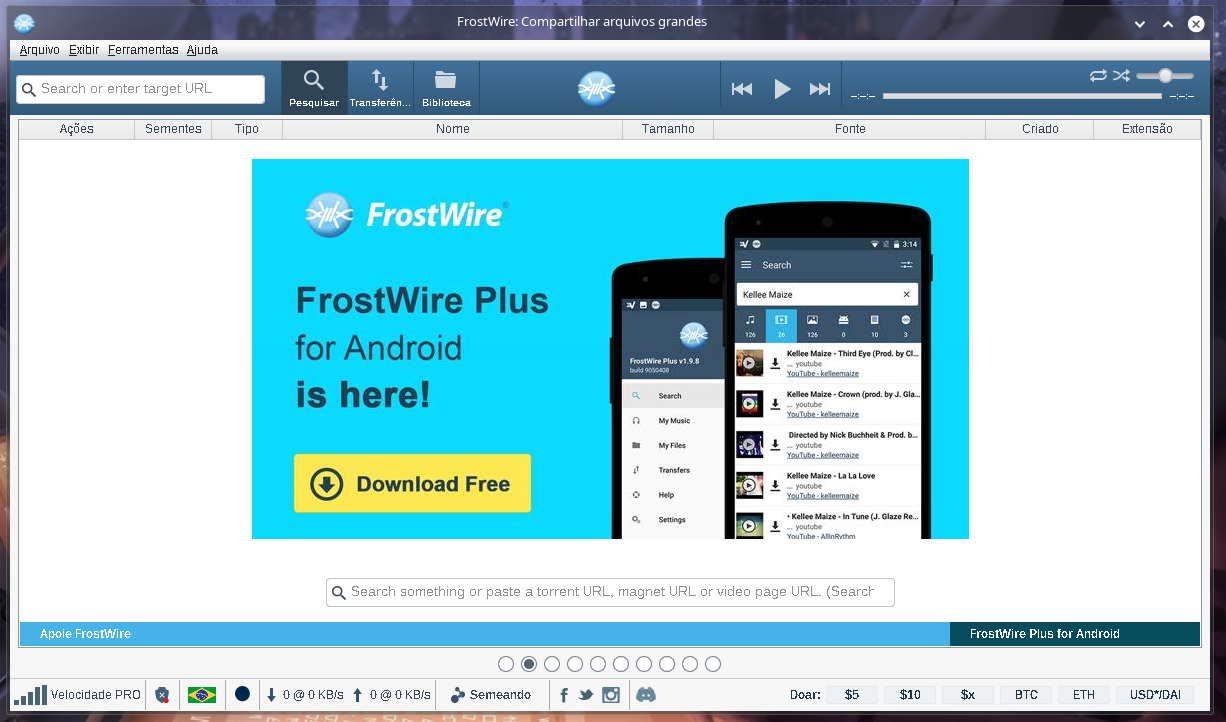 FrostWire: Compartilhar arquivos grandes
Arquivo Exibir Ferramentas Ajuda
Search or enter target URL
Pesquisar Transferên... Biblioteca
--:-- --:--
Ações Sementes Tipo Nome Tamanho Fonte Criado Extensão
FrostWire®
FrostWire Plus
for Android
is here!
Download Free
FrostWire Plus v1.9.8
build 9050408
Search
My Music
My Files
Transfers
Help
Settings
3:14
Search
Kellee Maize
126 26 126 0 10 3
Kellee Maize - Third Eye (Prod. by Cl...
... youtube
YouTube - kelleemaize
Kellee Maize - Crown (prod. by J. Gla...
... youtube
YouTube - kelleemaize
Directed by Nick Buchheit & Prod. b...
... youtube
YouTube - kelleemaize
Kellee Maize - La La Love
... youtube
YouTube - kelleemaize
• Kellee Maize - In Tune (J. Glaze Re...
... youtube
YouTube - AllInRythm
Search something or paste a torrent URL, magnet URL or video page URL. (Search
Apoie FrostWire FrostWire Plus for Android
Velocidade PRO 0 @ 0 KB/s 0 @ 0 KB/s Semeando Doar: $5 $10 $x BTC ETH USD*/DAI